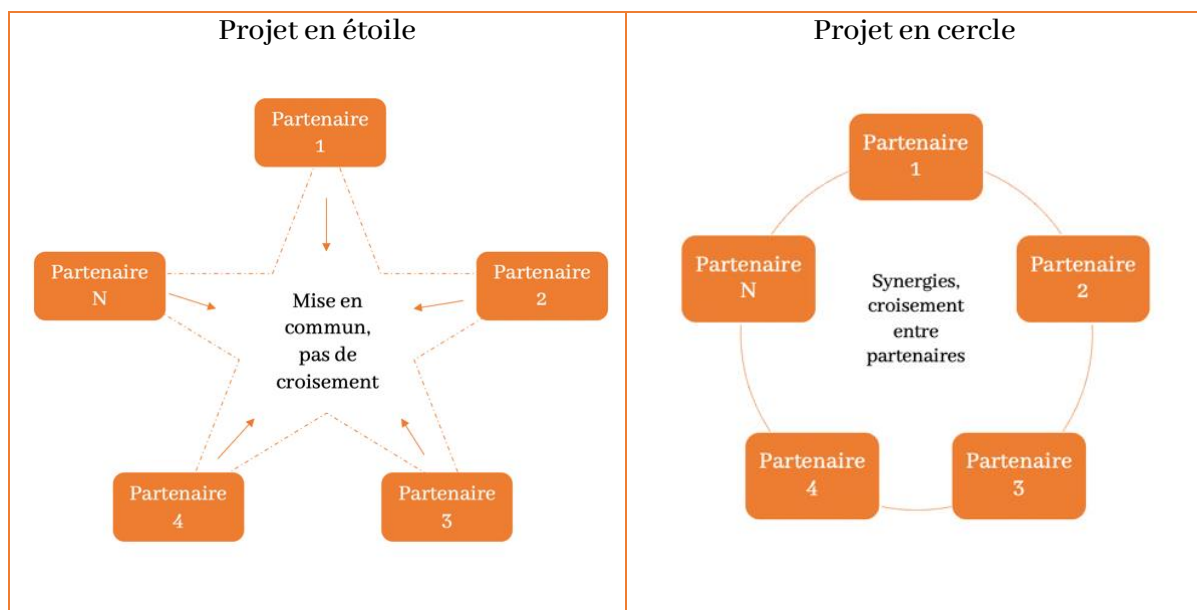 Projet en étoile
Partenaire
1
Partenaire
N
Partenaire
2
Mise en
commun,
pas de
croisement
Partenaire
4
Partenaire
3
Projet en cercle
Partenaire
1
Partenaire
N
Partenaire
2
Synergies,
croisement
entre
partenaires
Partenaire
4
Partenaire
3